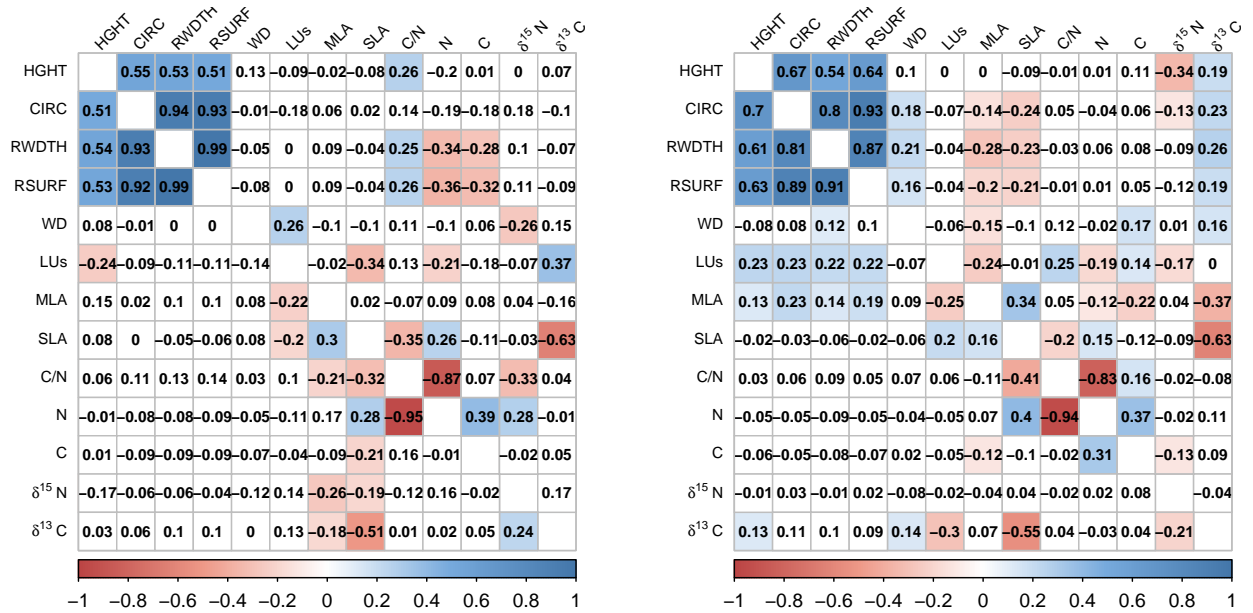 HGHT CIRC RWDTH RSURF WD LUs MLA SLA C/N N C δ15 N δ13 C
HGHT 0.55 0.53 0.51 0.13 −0.09 −0.02 −0.08 0.26 −0.2 0.01 0 0.07
CIRC 0.51 0.94 0.93 −0.01 −0.18 0.06 0.02 0.14 −0.19 −0.18 0.18 −0.1
RWDTH 0.54 0.93 0.99 −0.05 0 0.09 −0.04 0.25 −0.34 −0.28 0.1 −0.07
RSURF 0.53 0.92 0.99 −0.08 0 0.09 −0.04 0.26 −0.36 −0.32 0.11 −0.09
WD 0.08 −0.01 0 0 0.26 −0.1 −0.1 0.11 −0.1 0.06 −0.26 0.15
LUs −0.24 −0.09 −0.11 −0.11 −0.14 −0.02 −0.34 0.13 −0.21 −0.18 −0.07 0.37
MLA 0.15 0.02 0.1 0.1 0.08 −0.22 0.02 −0.07 0.09 0.08 0.04 −0.16
SLA 0.08 0 −0.05 −0.06 0.08 −0.2 0.3 −0.35 0.26 −0.11 −0.03 −0.63
C/N 0.06 0.11 0.13 0.14 0.03 0.1 −0.21 −0.32 −0.87 0.07 −0.33 0.04
N −0.01 −0.08 −0.08 −0.09 −0.05 −0.11 0.17 0.28 −0.95 0.39 0.28 −0.01
C 0.01 −0.09 −0.09 −0.09 −0.07 −0.04 −0.09 −0.21 0.16 −0.01 −0.02 0.05
δ15 N −0.17 −0.06 −0.06 −0.04 −0.12 0.14 −0.26 −0.19 −0.12 0.16 −0.02 0.17
δ13 C 0.03 0.06 0.1 0.1 0 0.13 −0.18 −0.51 0.01 0.02 0.05 0.24
−1 −0.8 −0.6 −0.4 −0.2 0 0.2 0.4 0.6 0.8 1
HGHT CIRC RWDTH RSURF WD LUs MLA SLA C/N N C δ15 N δ13 C
HGHT 0.67 0.54 0.64 0.1 0 0 −0.09 −0.01 0.01 0.11 −0.34 0.19
CIRC 0.7 0.8 0.93 0.18 −0.07 −0.14 −0.24 0.05 −0.04 0.06 −0.13 0.23
RWDTH 0.61 0.81 0.87 0.21 −0.04 −0.28 −0.23 −0.03 0.06 0.08 −0.09 0.26
RSURF 0.63 0.89 0.91 0.16 −0.04 −0.2 −0.21 −0.01 0.01 0.05 −0.12 0.19
WD −0.08 0.08 0.12 0.1 −0.06 −0.15 −0.01 0.12 −0.02 0.17 0.01 0.16
LUs 0.23 0.23 0.22 0.22 −0.07 −0.24 −0.01 0.25 −0.19 0.14 −0.17 0
MLA 0.13 0.23 0.14 0.19 0.09 −0.25 0.34 0.05 −0.12 −0.22 0.04 −0.37
SLA −0.02 −0.03 −0.06 −0.02 −0.06 0.2 0.16 −0.2 0.15 −0.12 −0.09 −0.63
C/N 0.03 0.06 0.09 0.05 0.07 0.06 −0.11 −0.41 −0.83 0.16 −0.02 −0.08
N −0.05 −0.05 −0.09 −0.05 −0.04 −0.05 0.07 0.4 −0.94 0.37 −0.02 0.11
C −0.06 −0.05 −0.08 −0.07 0.02 −0.04 −0.12 −0.1 −0.02 0.31 −0.13 0.09
δ15 N −0.01 0.03 −0.01 0.02 −0.08 −0.02 −0.04 0.04 −0.02 0.02 0.08 −0.04
δ13 C 0.13 0.11 0.1 0.09 0.14 −0.3 0.07 −0.55 0.04 −0.03 0.04 −0.21
−1 −0.8 −0.6 −0.4 −0.2 0 0.2 0.4 0.6 0.8 1